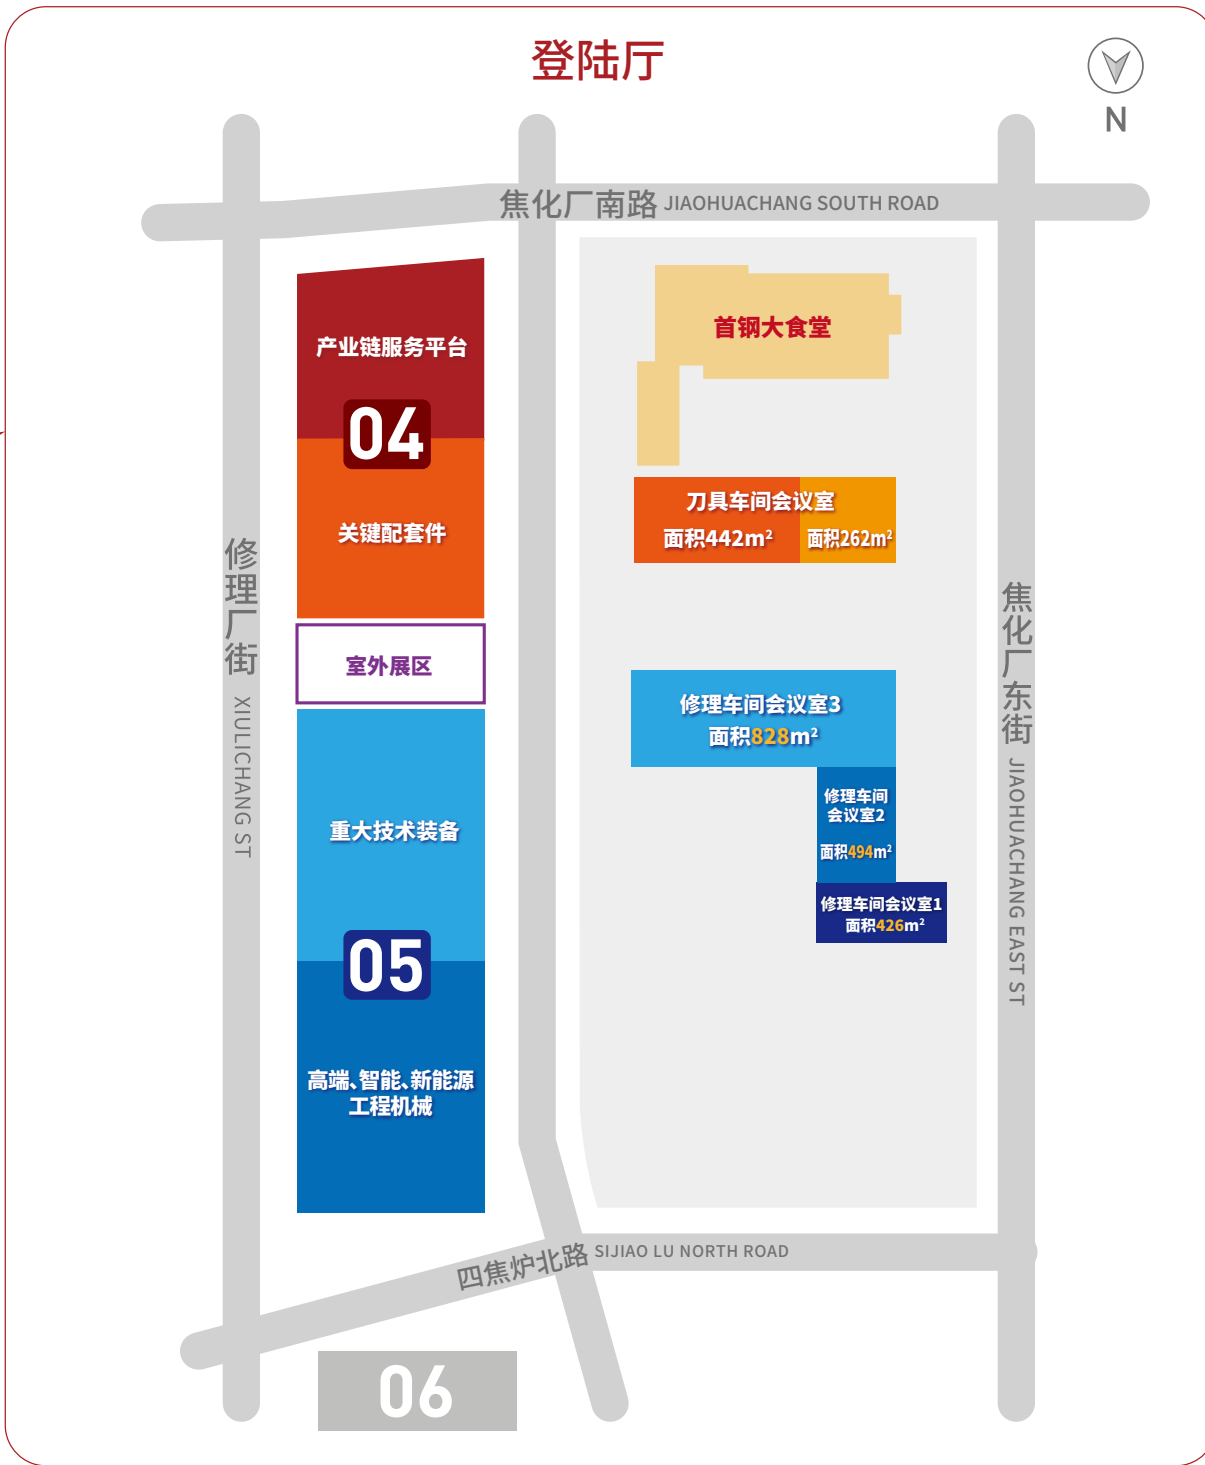 登陆厅
N
焦化厂南路 JIAOHUACHANG SOUTH ROAD
产业链服务平台
04
关键配套件
室外展区
重大技术装备
05
高端、智能、新能源
工程机械
修理厂街 XIULICHANG ST
首钢大食堂
刀具车间会议室
面积442m²
面积262m²
修理车间会议室3
面积828m²
修理车间
会议室2
面积494m²
修理车间会议室1
面积426m²
焦化厂东街 JIAOHUACHANG EAST ST
四焦炉北路 SIJIAO LU NORTH ROAD
06